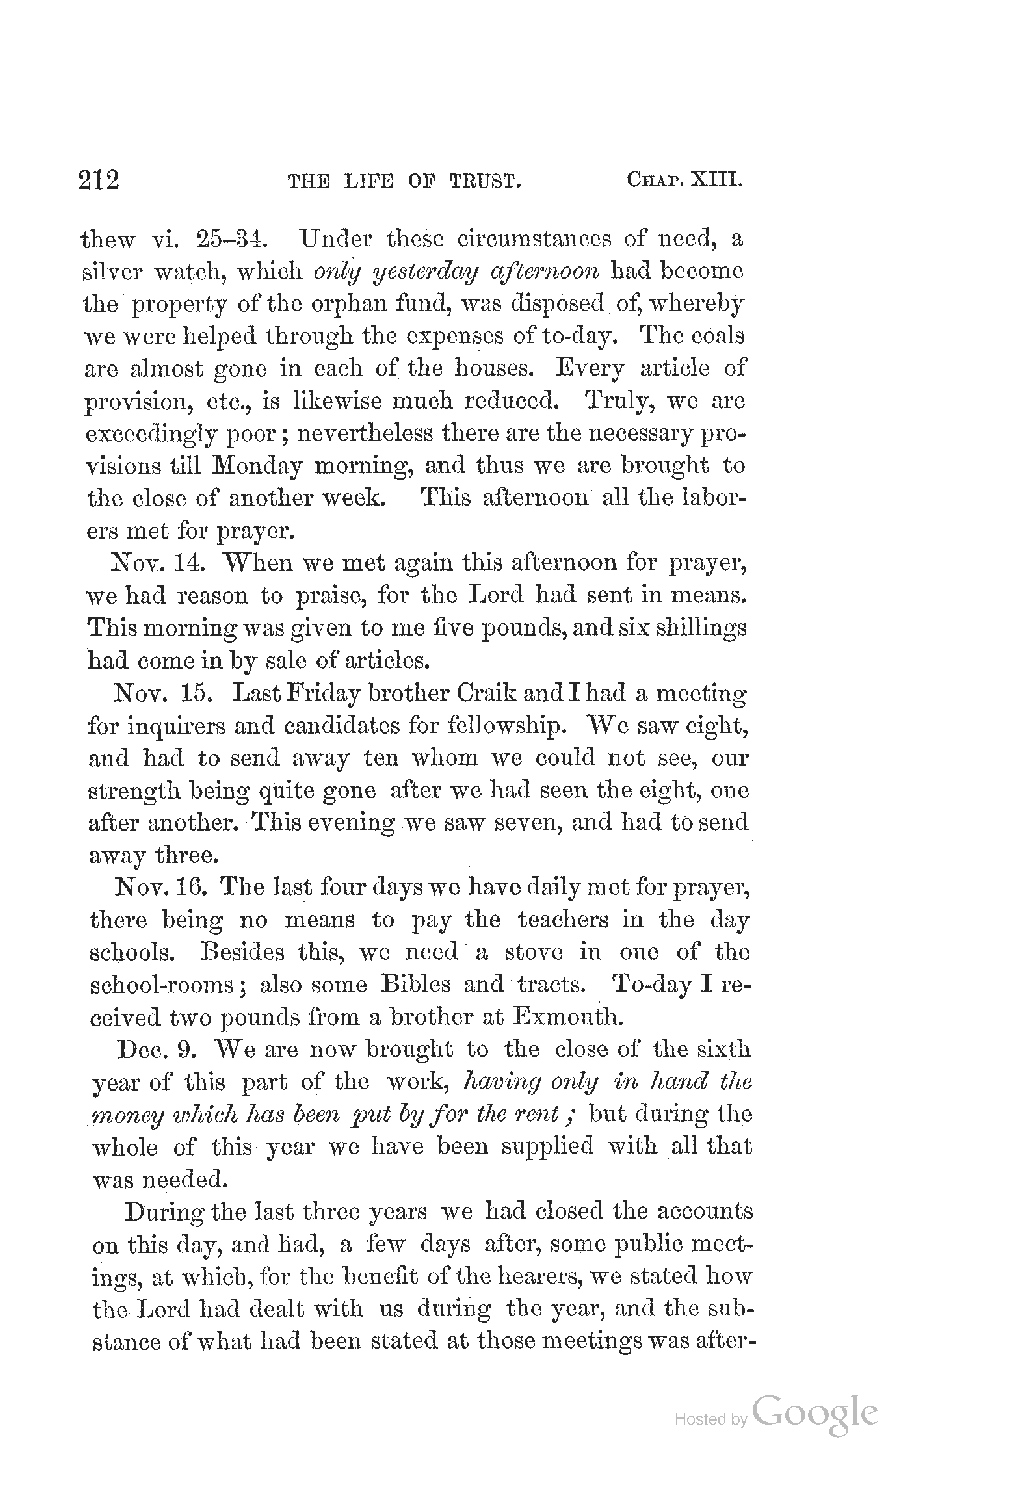 212 THE LIFE OF TRUST. CHAP. XIII.
thew vi. 25–34. Under these circumstances of need, a
silver watch, which only yesterday afternoon had become
the property of the orphan fund, was disposed of, whereby
we were helped through the expenses of to-day. The coals
are almost gone in each of the houses. Every article of
provision, etc., is likewise much reduced. Truly, we are
exceedingly poor; nevertheless there are the necessary pro-
visions till Monday morning, and thus we are brought to
the close of another week. This afternoon all the labor-
ers met for prayer.
Nov. 14. When we met again this afternoon for prayer,
we had reason to praise, for the Lord had sent in means.
This morning was given to me five pounds, and six shillings
had come in by sale of articles.
Nov. 15. Last Friday brother Craik and I had a meeting
for inquirers and candidates for fellowship. We saw eight,
and had to send away ten whom we could not see, our
strength being quite gone after we had seen the eight, one
after another. This evening we saw seven, and had to send
away three.
Nov. 16. The last four days we have daily met for prayer,
there being no means to pay the teachers in the day
schools. Besides this, we need a stove in one of the
school-rooms; also some Bibles and tracts. To-day I re-
ceived two pounds from a brother at Exmouth.
Dec. 9. We are now brought to the close of the sixth
year of this part of the work, having only in hand the
money which has been put by for the rent; but during the
whole of this year we have been supplied with all that
was needed.
During the last three years we had closed the accounts
on this day, and had, a few days after, some public meet-
ings, at which, for the benefit of the hearers, we stated how
the Lord had dealt with us during the year, and the sub-
stance of what had been stated at those meetings was after-
Hosted by Google